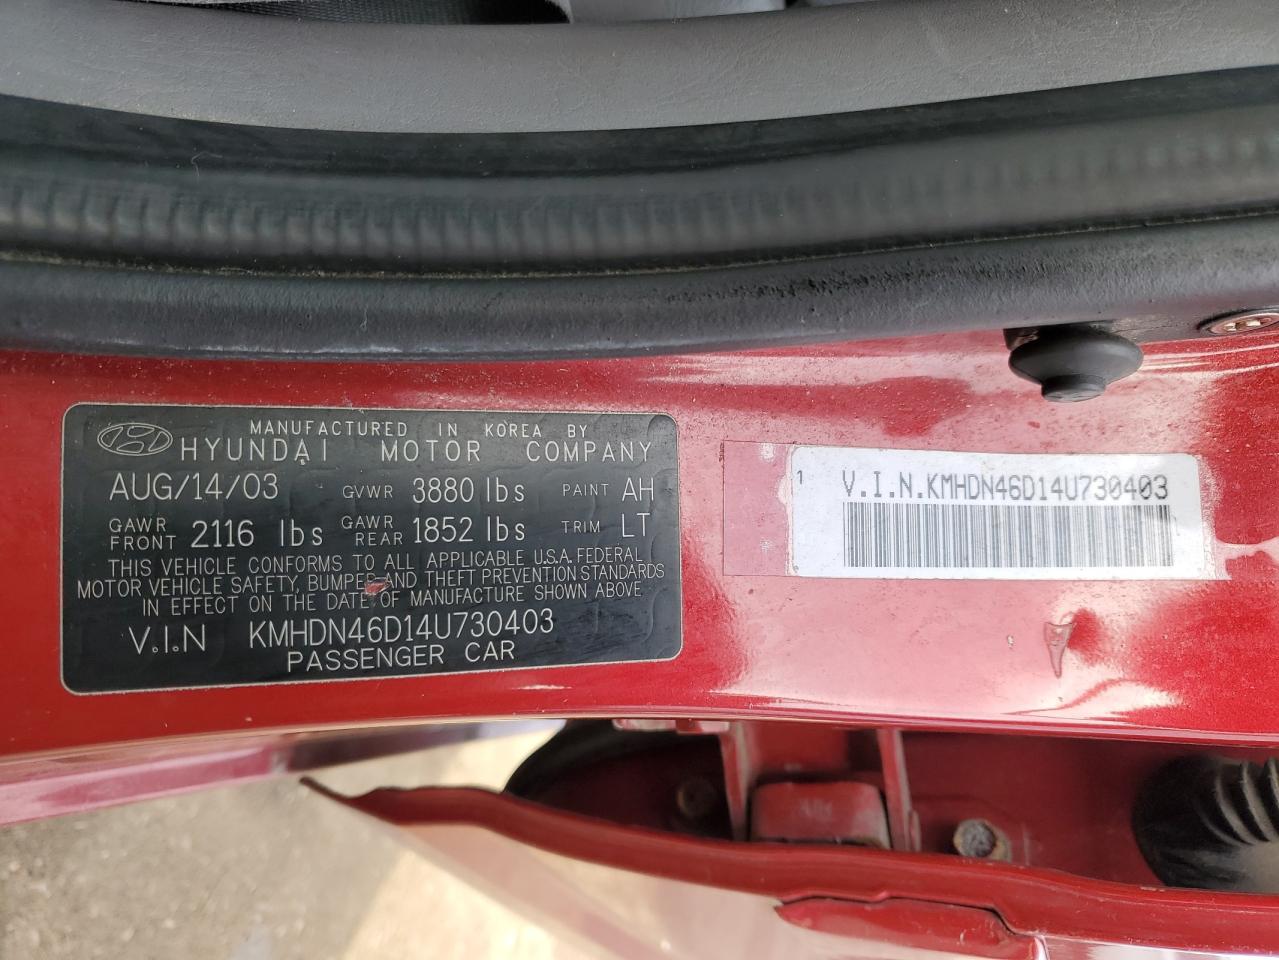 MANUFACTURED IN KOREA BY
HYUNDAI MOTOR COMPANY
AUG/14/03 GVWR 3880 lbs PAINT AH
GAWR FRONT 2116 lbs GAWR REAR 1852 lbs TRIM LT
THIS VEHICLE CONFORMS TO ALL APPLICABLE U.S.A. FEDERAL
MOTOR VEHICLE SAFETY, BUMPER AND THEFT PREVENTION STANDARDS
IN EFFECT ON THE DATE OF MANUFACTURE SHOWN ABOVE
V.I.N KMHDN46D14U730403
PASSENGER CAR
1 V.I.N.KMHDN46D14U730403